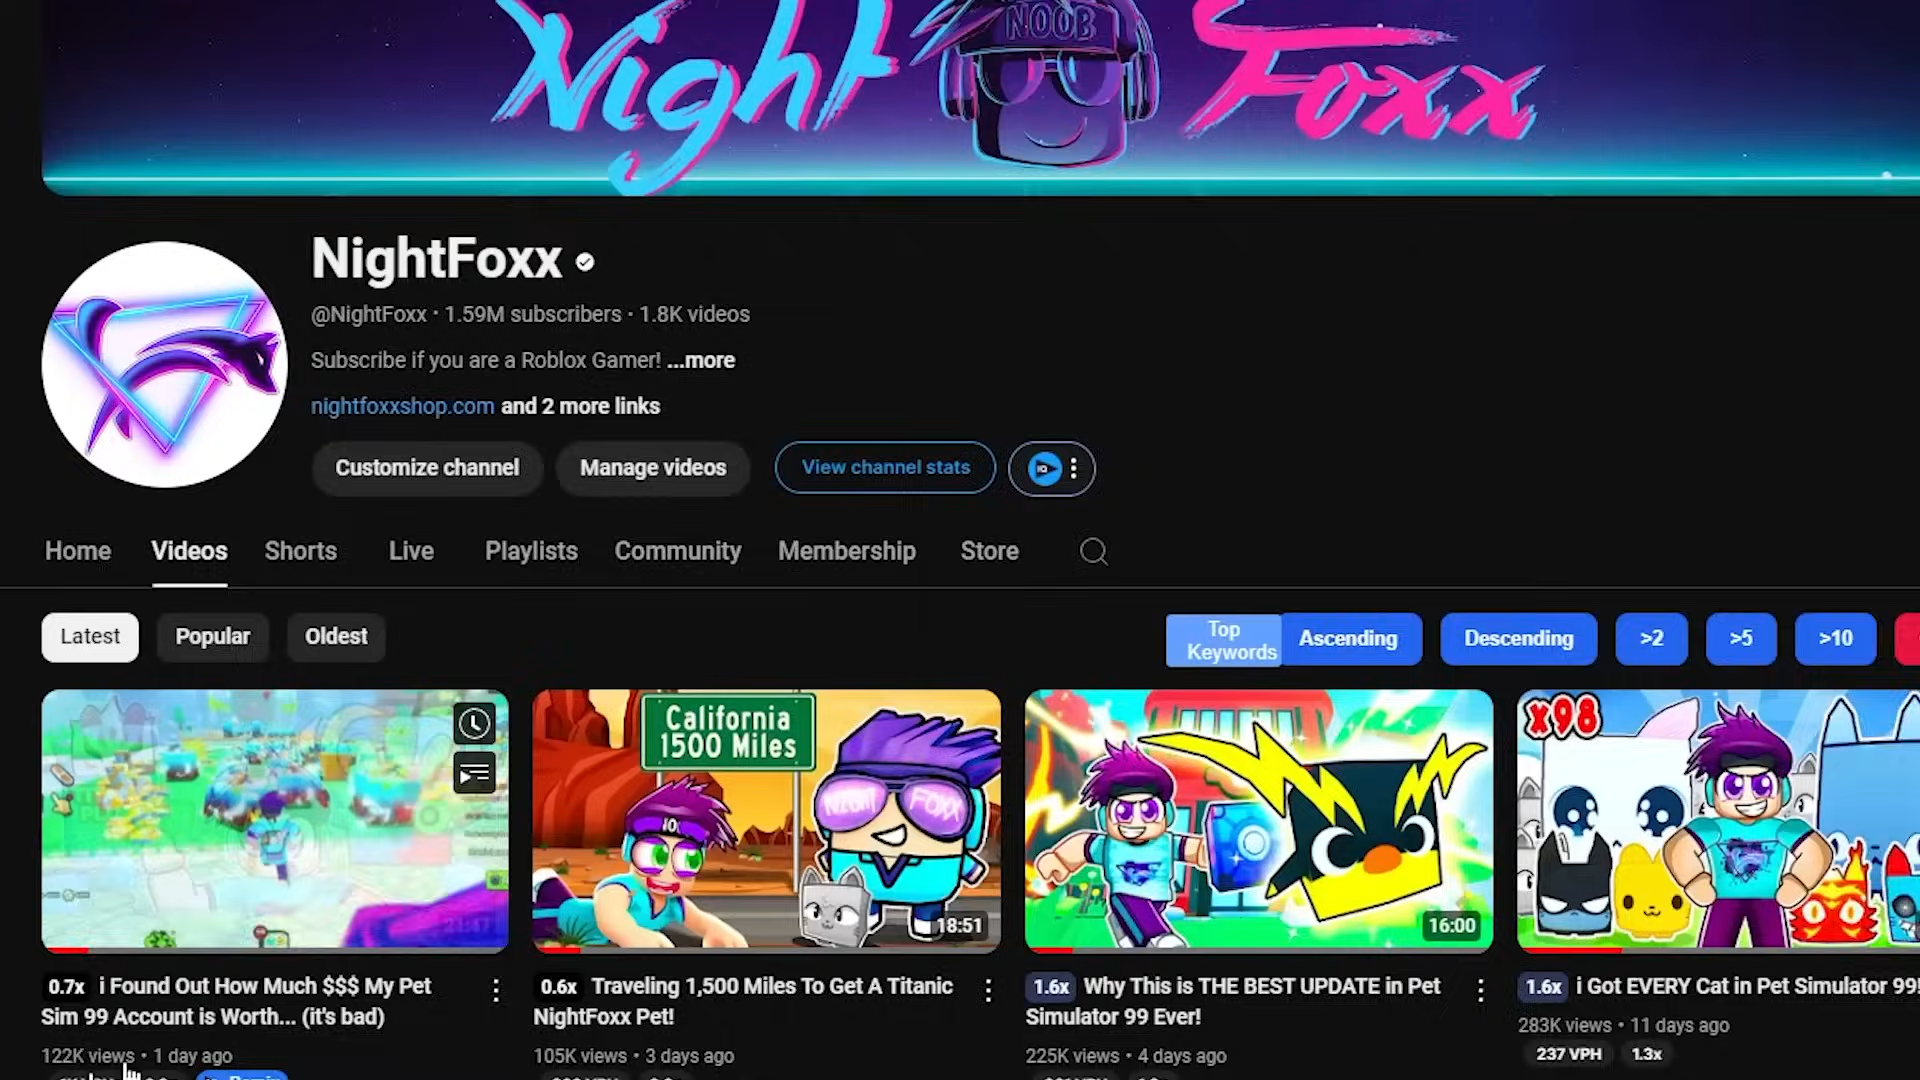 Night Foxx
NOOB
NightFoxx
@NightFoxx • 1.59M subscribers • 1.8K videos
Subscribe if you are a Roblox Gamer! ...more
nightfoxxshop.com and 2 more links
Customize channel
Manage videos
View channel stats
IQ
Home
Videos
Shorts
Live
Playlists
Community
Membership
Store
Latest
Popular
Oldest
Top
Keywords
Ascending
Descending
>2
>5
>10
21:47
California
1500 Miles
NIGHT FOXX
18:51
16:00
x98
0.7x i Found Out How Much $$$ My Pet
Sim 99 Account is Worth... (it's bad)
122K views • 1 day ago
0.6x Traveling 1,500 Miles To Get A Titanic
NightFoxx Pet!
105K views • 3 days ago
1.6x Why This is THE BEST UPDATE in Pet
Simulator 99 Ever!
225K views • 4 days ago
1.6x i Got EVERY Cat in Pet Simulator 99!
283K views • 11 days ago
237 VPH
1.3x